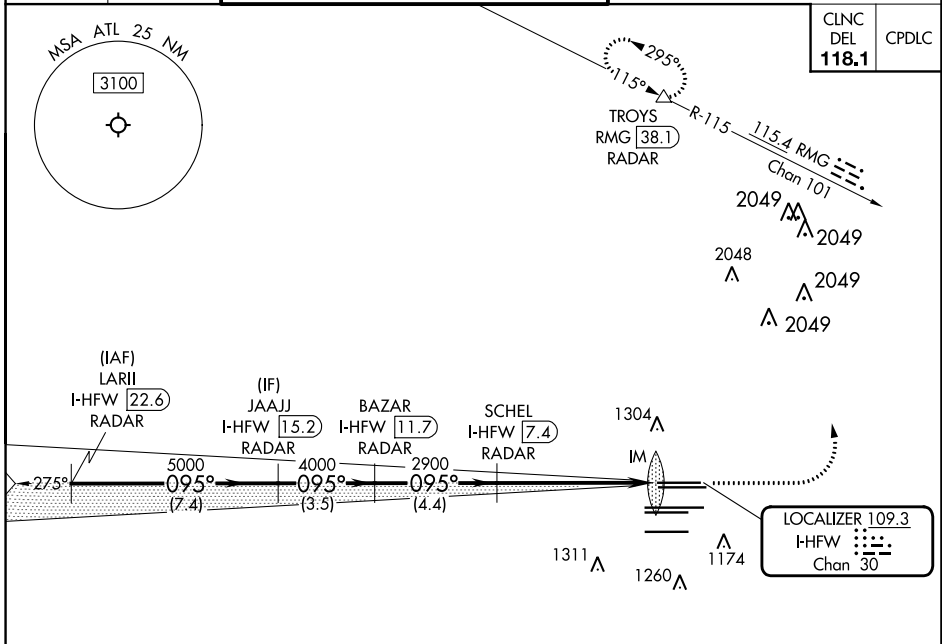 MSA ATL 25 NM
3100
CLNC
DEL
118.1
CPDLC
295°
115°
TROYS
RMG 38.1
RADAR
R-115
115.4 RMG
Chan 101
2049
2049
2048
2049
2049
(IAF)
LARII
I-HFW 22.6
RADAR
(IF)
JAAJJ
I-HFW 15.2
RADAR
BAZAR
I-HFW 11.7
RADAR
SCHEL
I-HFW 7.4
RADAR
1304
IM
275°
5000
095°
(7.4)
4000
095°
(3.5)
2900
095°
(4.4)
LOCALIZER 109.3
I-HFW
Chan 30
1311
1260
1174